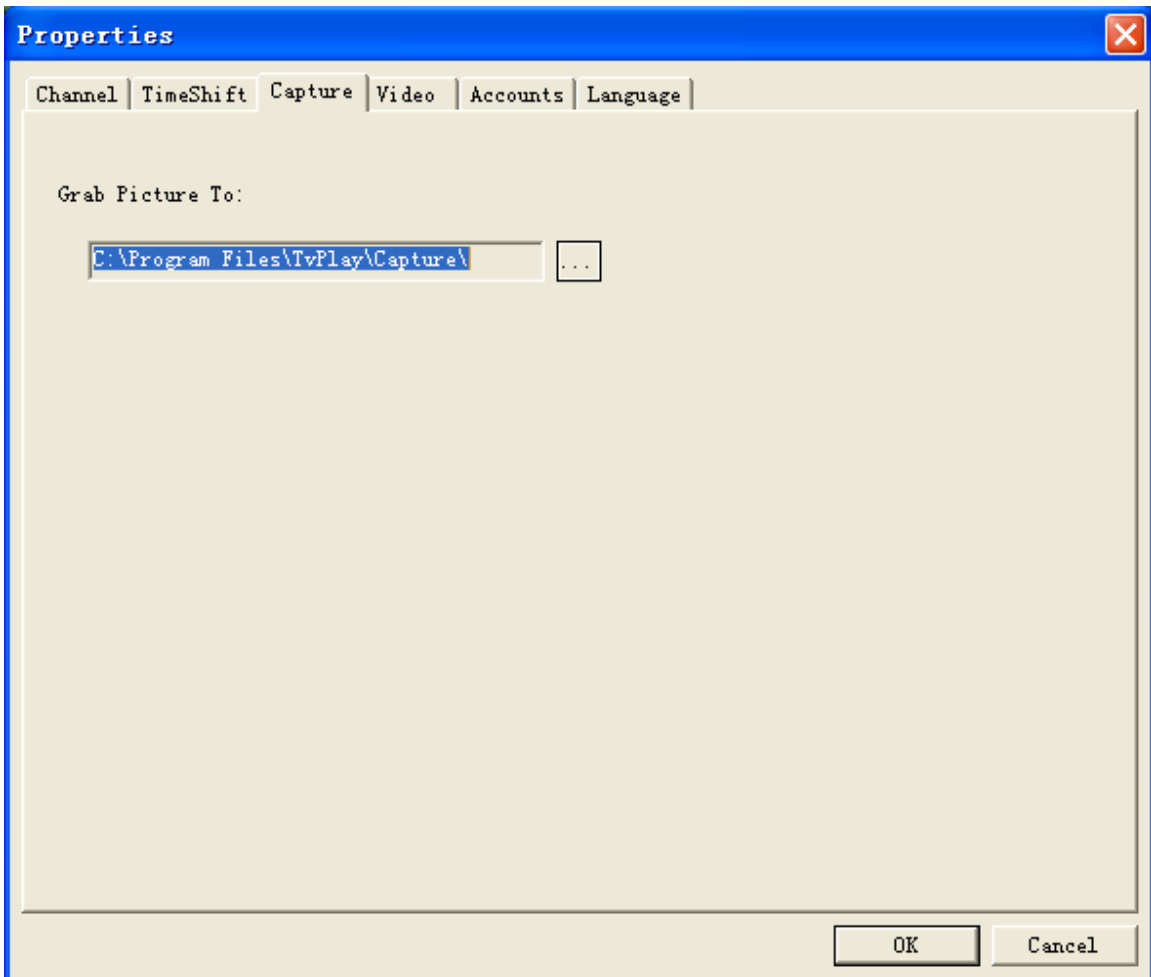 Properties
Channel TimeShift Capture Video Accounts Language
Grab Picture To:
C:\Program Files\TvPlay\Capture\ ...
OK Cancel